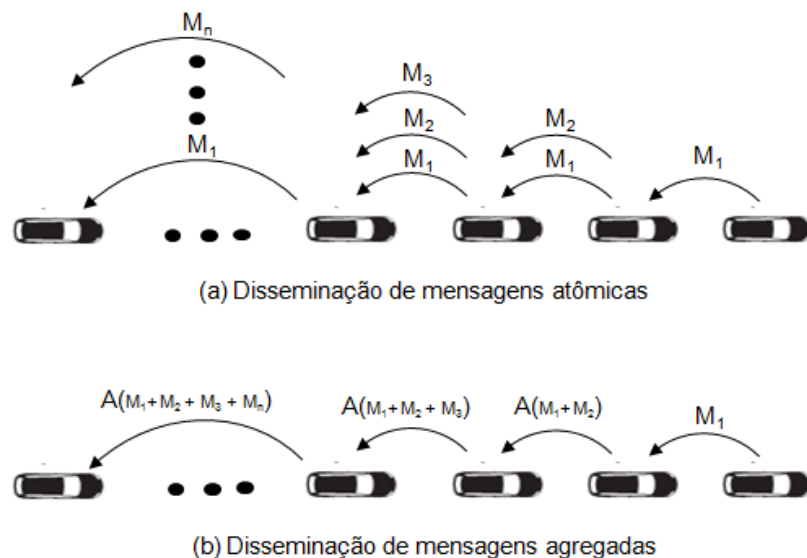 Mₙ
M₃
M₂ M₂
M₁ M₁ M₁ M₁
(a) Disseminação de mensagens atômicas
A(M₁+M₂ + M₃ + Mₙ) A(M₁+M₂ + M₃) A(M₁+M₂) M₁
(b) Disseminação de mensagens agregadas